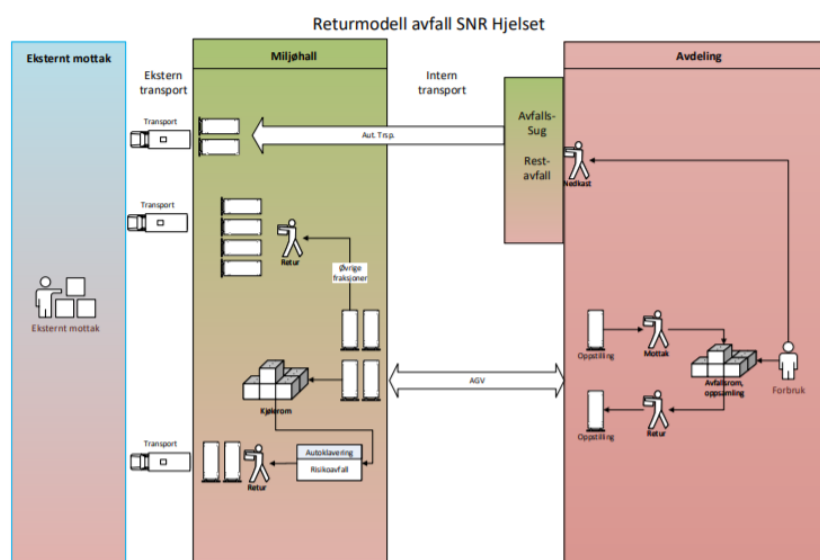 Returmodell avfall SNR Hjelset
Eksternt mottak
Ekstern
transport
Miljøhall
Intern
transport
Avdeling
Transport
Aut. Trsp.
Avfalls-
Sug
Rest-
avfall
Nedkast
Transport
Retur
Øvrige
fraksjoner
Eksternt mottak
Oppstilling
Mottak
Avfallsrom,
oppsamling
Forbruk
AGV
Kjølerom
Oppstilling
Retur
Transport
Retur
Autoklavering
Risikoavfall